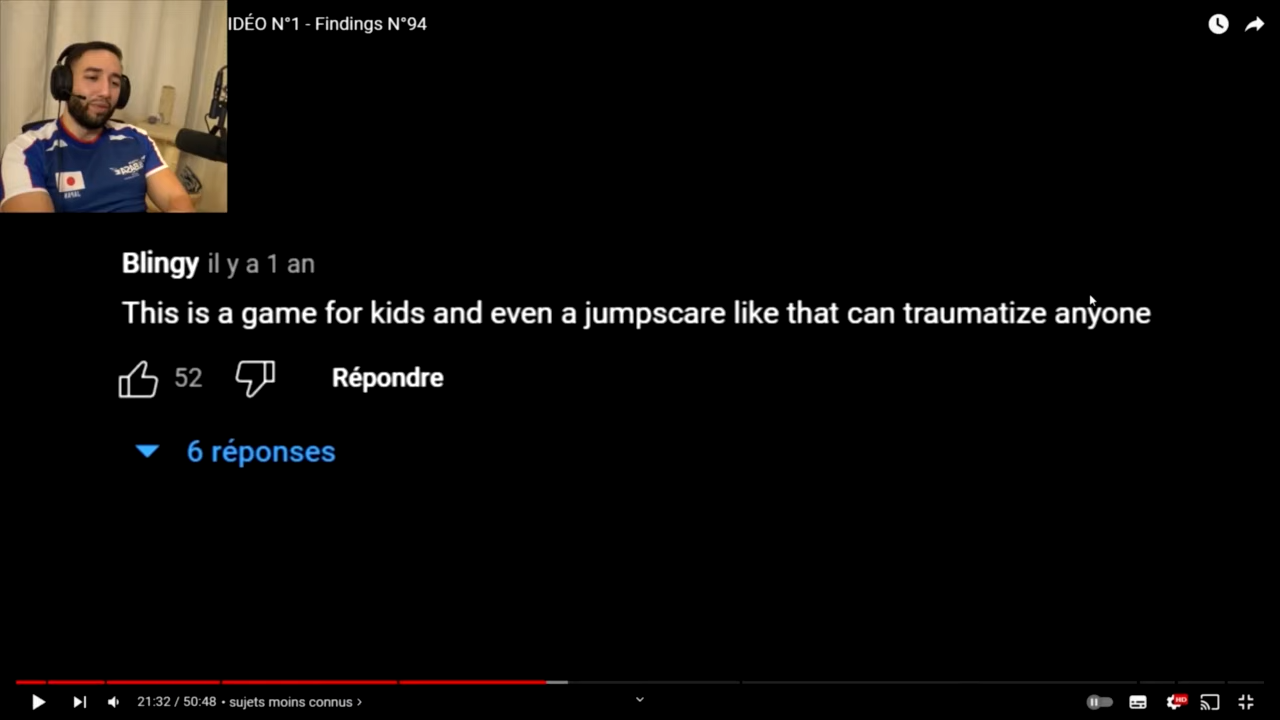 IDÉO N°1 - Findings N°94
Blingy il y a 1 an
This is a game for kids and even a jumpscare like that can traumatize anyone
52 Répondre
6 réponses
21:32 / 50:48 • sujets moins connus >
HD